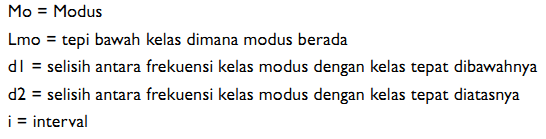 Mo = Modus
Lmo = tepi bawah kelas dimana modus berada
d1 = selisih antara frekuensi kelas modus dengan kelas tepat dibawahnya
d2 = selisih antara frekuensi kelas modus dengan kelas tepat diatasnya
i = interval